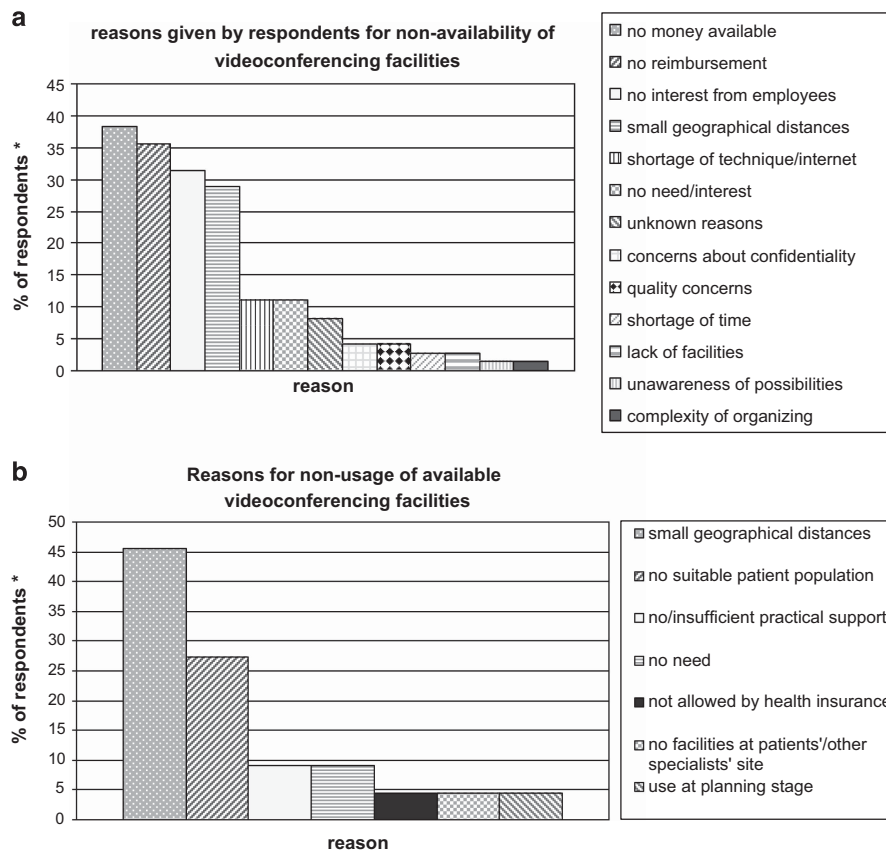 a
reasons given by respondents for non-availability of
videoconferencing facilities
% of respondents *
45
40
35
30
25
20
15
10
5
0
reason
no money available
no reimbursement
no interest from employees
small geographical distances
shortage of technique/internet
no need/interest
unknown reasons
concerns about confidentiality
quality concerns
shortage of time
lack of facilities
unawareness of possibilities
complexity of organizing
b
Reasons for non-usage of available
videoconferencing facilities
% of respondents *
50
45
40
35
30
25
20
15
10
5
0
reason
small geographical distances
no suitable patient population
no/insufficient practical support
no need
not allowed by health insurance
no facilities at patients'/other
specialists' site
use at planning stage